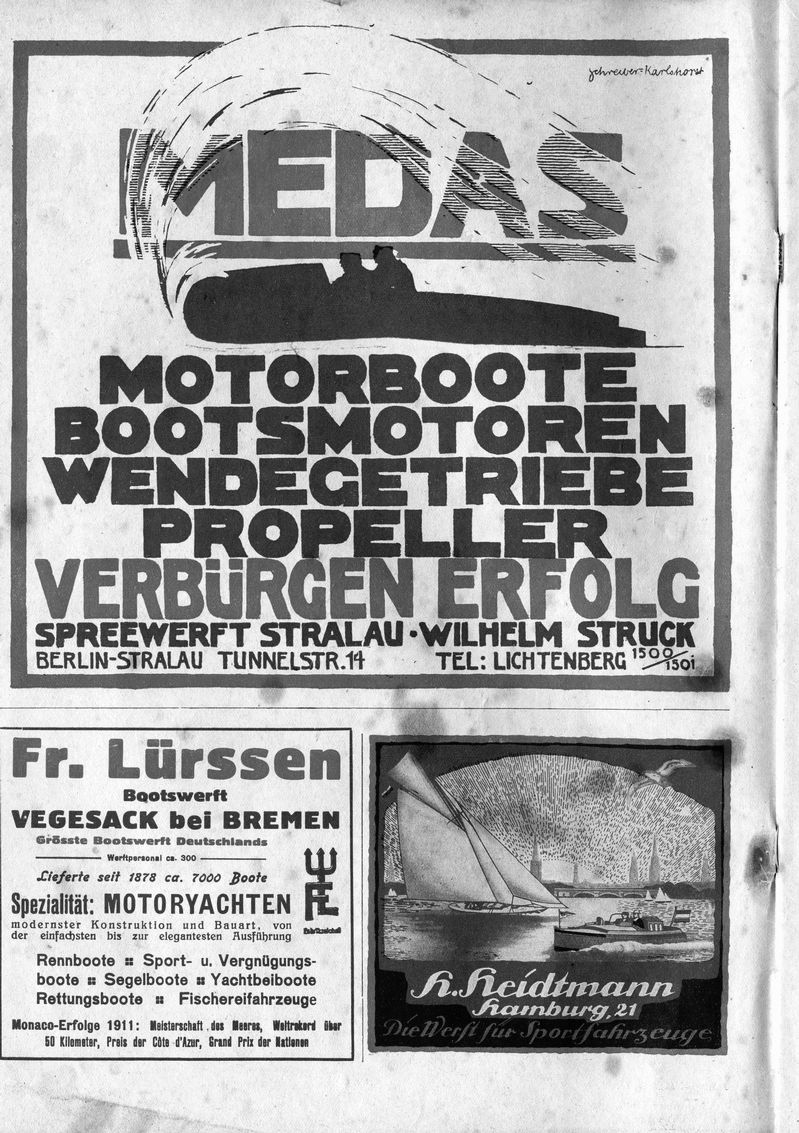 Schreiber-Karlshorst
MEDAS
MOTORBOOTE
BOOTSMOTOREN
WENDEGETRIEBE
PROPELLER
VERBÜRGEN ERFOLG
SPREEWERFT STRALAU · WILHELM STRUCK
BERLIN-STRALAU TUNNELSTR. 14 TEL: LICHTENBERG 1500/1501
Fr. Lürssen
Bootswerft
VEGESACK bei BREMEN
Grösste Bootswerft Deutschlands
Werftpersonal ca. 300
Lieferte seit 1878 ca. 7000 Boote
Spezialität: MOTORYACHTEN
modernster Konstruktion und Bauart, von
der einfachsten bis zur elegantesten Ausführung
FL
Fabrikzeichen
Rennboote :: Sport- u. Vergnügungs-
boote :: Segelboote :: Yachtbeiboote
Rettungsboote :: Fischereifahrzeuge
Monaco-Erfolge 1911: Meisterschaft des Meeres, Weltrekord über
50 Kilometer, Preis der Côte d'Azur, Grand Prix der Nationen
H. Heidtmann
Hamburg, 21
Die Werft für Sportfahrzeuge